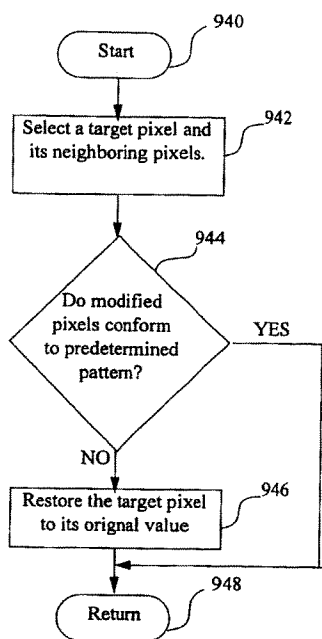 940
Start
942
Select a target pixel and
its neighboring pixels.
944
Do modified
pixels conform
to predetermined
pattern?
YES
NO
946
Restore the target pixel
to its orignal value
948
Return